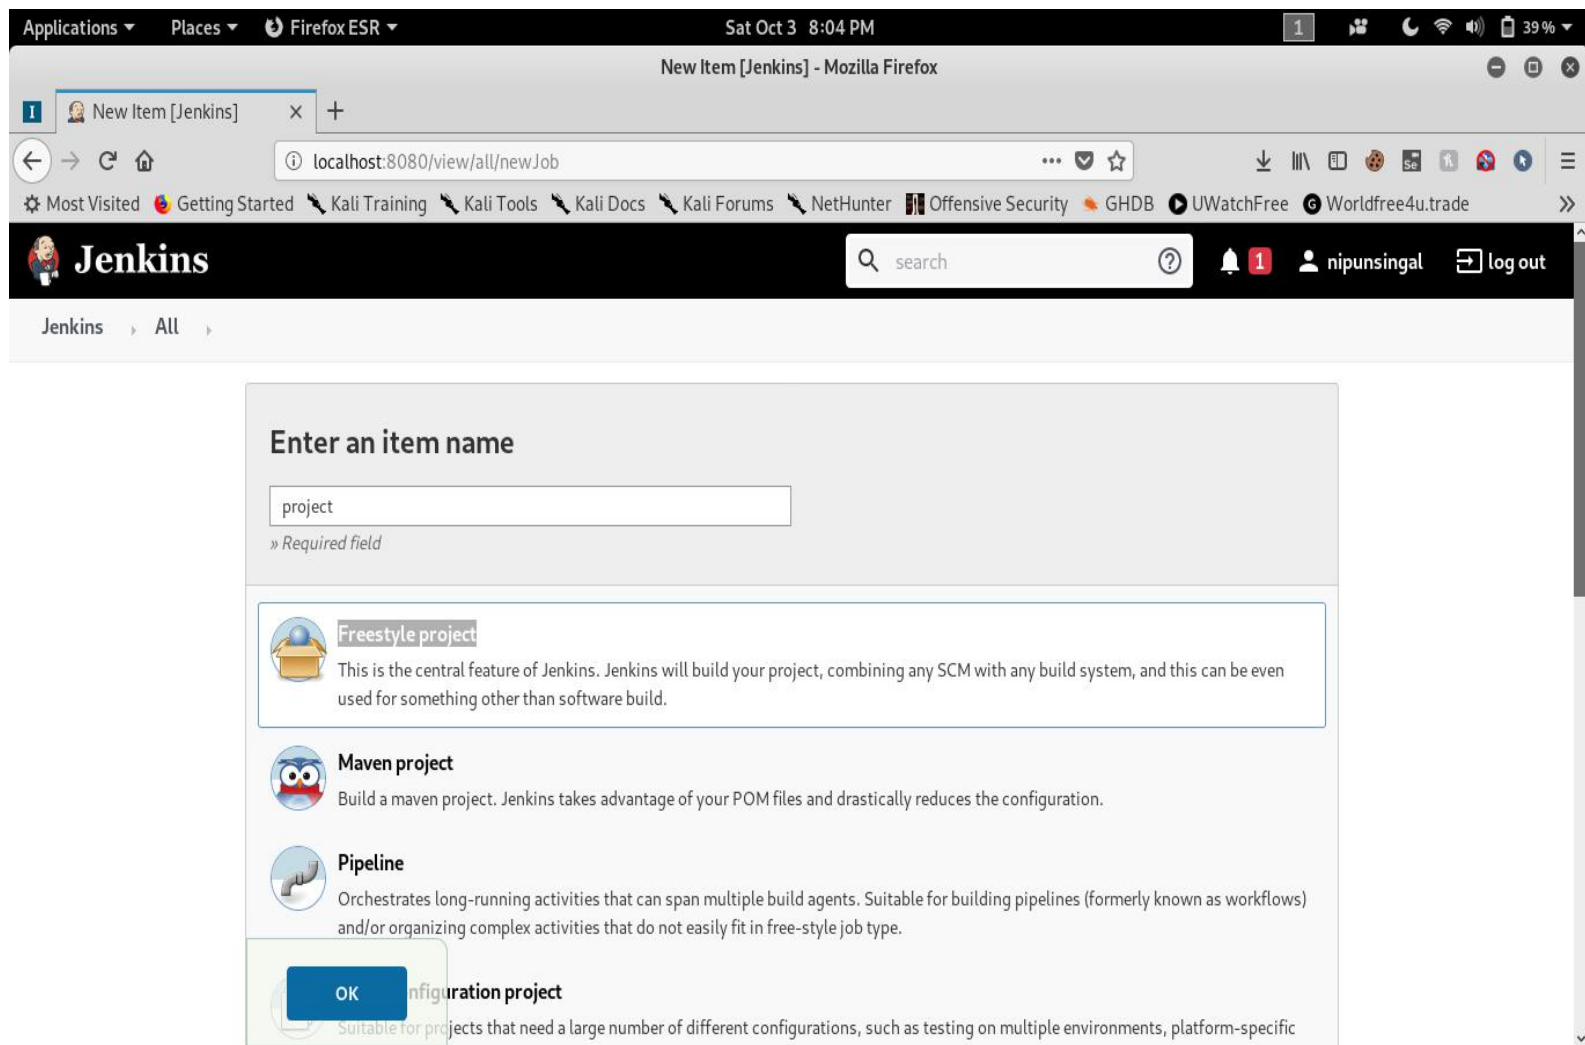 Applications Places Firefox ESR Sat Oct 3 8:04 PM 1 39 %
New Item [Jenkins] - Mozilla Firefox
I New Item [Jenkins]
localhost:8080/view/all/newJob
Most Visited Getting Started Kali Training Kali Tools Kali Docs Kali Forums NetHunter Offensive Security GHDB UWatchFree Worldfree4u.trade
Jenkins search 1 nipunsingal log out
Jenkins All
Enter an item name
project
» Required field
Freestyle project
This is the central feature of Jenkins. Jenkins will build your project, combining any SCM with any build system, and this can be even
used for something other than software build.
Maven project
Build a maven project. Jenkins takes advantage of your POM files and drastically reduces the configuration.
Pipeline
Orchestrates long-running activities that can span multiple build agents. Suitable for building pipelines (formerly known as workflows)
and/or organizing complex activities that do not easily fit in free-style job type.
OK nfiguration project
Suitable for projects that need a large number of different configurations, such as testing on multiple environments, platform-specific